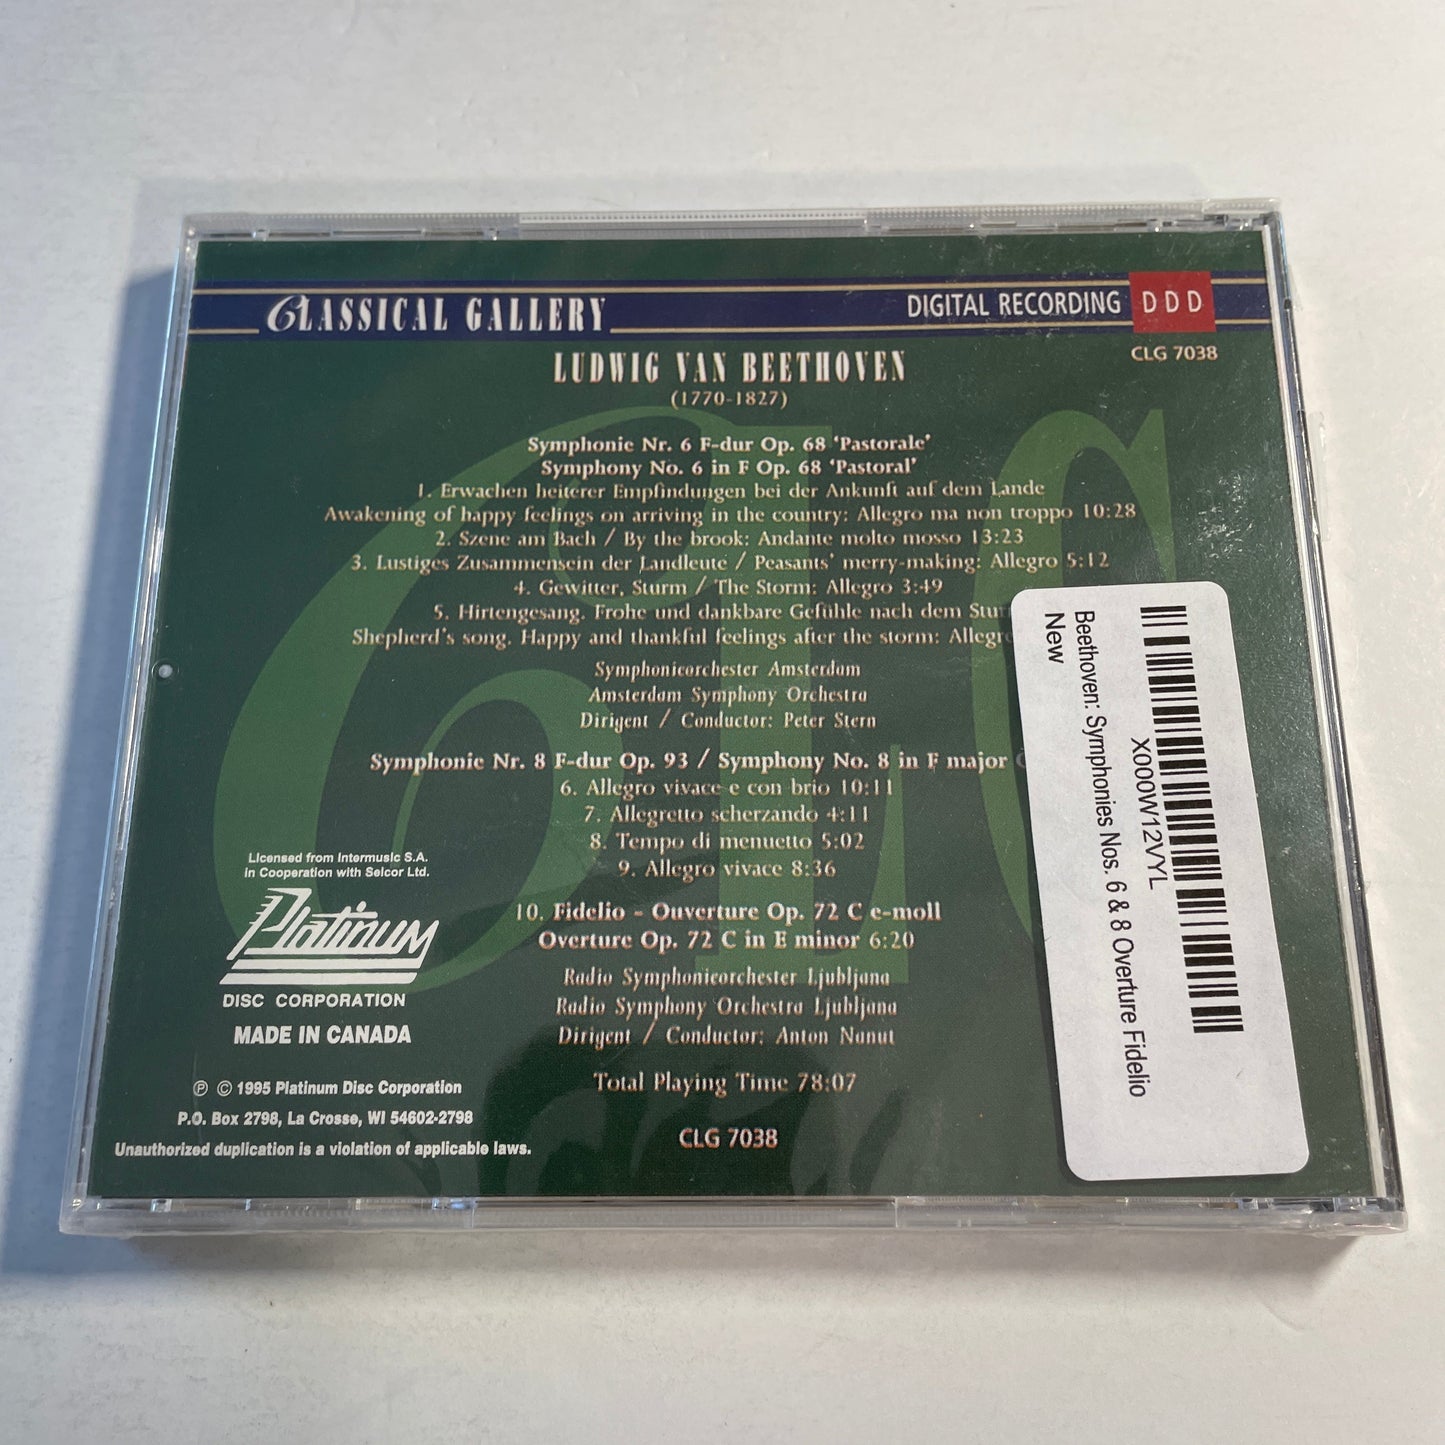 CLASSICAL GALLERY
DIGITAL RECORDING DDD
CLG 7038
LUDWIG VAN BEETHOVEN
(1770-1827)
Symphonie Nr. 6 F-dur Op. 68 'Pastorale'
Symphony No. 6 in F Op. 68 'Pastoral'
1. Erwachen heiterer Empfindungen bei der Ankunft auf dem Lande
Awakening of happy feelings on arriving in the country: Allegro ma non troppo 10:28
2. Szene am Bach / By the brook: Andante molto mosso 13:23
3. Lustiges Zusammensein der Landleute / Peasants' merry-making: Allegro 5:12
4. Gewitter, Sturm / The Storm: Allegro 3:49
5. Hirtengesang. Frohe und dankbare Gefühle nach dem
Shepherd's song. Happy and thankful feelings after the storm:
Symphonieorchester Amsterdam
Amsterdam Symphony Orchestra
Dirigent / Conductor: Peter Stern
Symphonie Nr. 8 F-dur Op. 93 / Symphony No. 8 in F major
6. Allegro vivace e con brio 10:11
7. Allegretto scherzando 4:11
8. Tempo di menuetto 5:02
9. Allegro vivace 8:36
10. Fidelio - Ouverture Op. 72 C e-moll
Overture Op. 72 C in E minor 6:20
Radio Symphonieorchester Ljubljana
Radio Symphony Orchestra Ljubljana
Dirigent / Conductor: Anton Nanut
Total Playing Time 78:07
CLG 7038
Licensed from Intermusic S.A.
in Cooperation with Selcor Ltd.
Platinum
DISC CORPORATION
MADE IN CANADA
℗ © 1995 Platinum Disc Corporation
P.O. Box 2798, La Crosse, WI 54602-2798
Unauthorized duplication is a violation of applicable laws.
X000W12VYL
Beethoven: Symphonies Nos. 6 & 8 Overture Fidelio
New